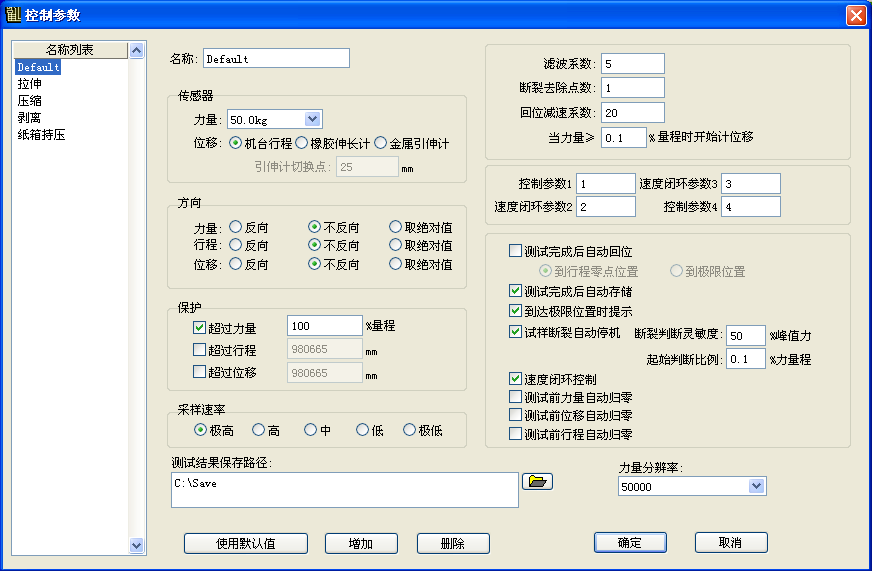 控制参数
名称列表
Default
拉伸
压缩
剥离
纸箱持压
名称: Default
传感器
力量: 50.0kg
位移: 机台行程 橡胶伸长计 金属引伸计
引伸计切换点: 25 mm
方向
力量: 反向 不反向 取绝对值
行程: 反向 不反向 取绝对值
位移: 反向 不反向 取绝对值
保护
超过力量 100 %量程
超过行程 980665 mm
超过位移 980665 mm
采样速率
极高 高 中 低 极低
测试结果保存路径:
C:\Save
滤波系数: 5
断裂去除点数: 1
回位减速系数: 20
当力量≥ 0.1 %量程时开始计位移
控制参数1 1 速度闭环参数3 3
速度闭环参数2 2 控制参数4 4
测试完成后自动回位
到行程零点位置 到极限位置
测试完成后自动存储
到达极限位置时提示
试样断裂自动停机 断裂判断灵敏度: 50 %峰值力
起始判断比例: 0.1 %力量程
速度闭环控制
测试前力量自动归零
测试前位移自动归零
测试前行程自动归零
力量分辨率:
50000
使用默认值 增加 删除 确定 取消